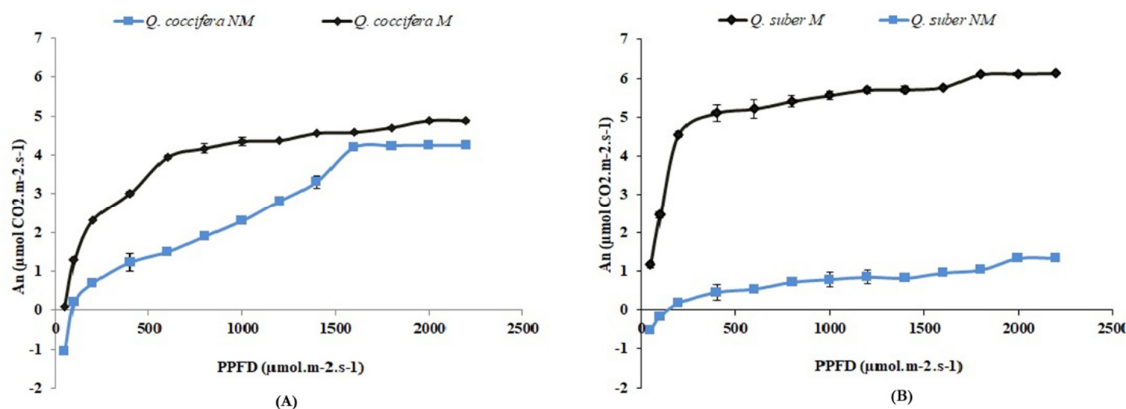 Q. coccifera NM Q. coccifera M
7
6
5
4
3
2
1
0
-1
-2
An (µmol CO2.m-2.s-1)
0 500 1000 1500 2000 2500
PPFD (µmol.m-2.s-1)
(A)
Q. suber M Q. suber NM
7
6
5
4
3
2
1
0
-1
-2
An (µmol CO2.m-2.s-1)
0 500 1000 1500 2000 2500
PPFD (µmol.m-2.s-1)
(B)